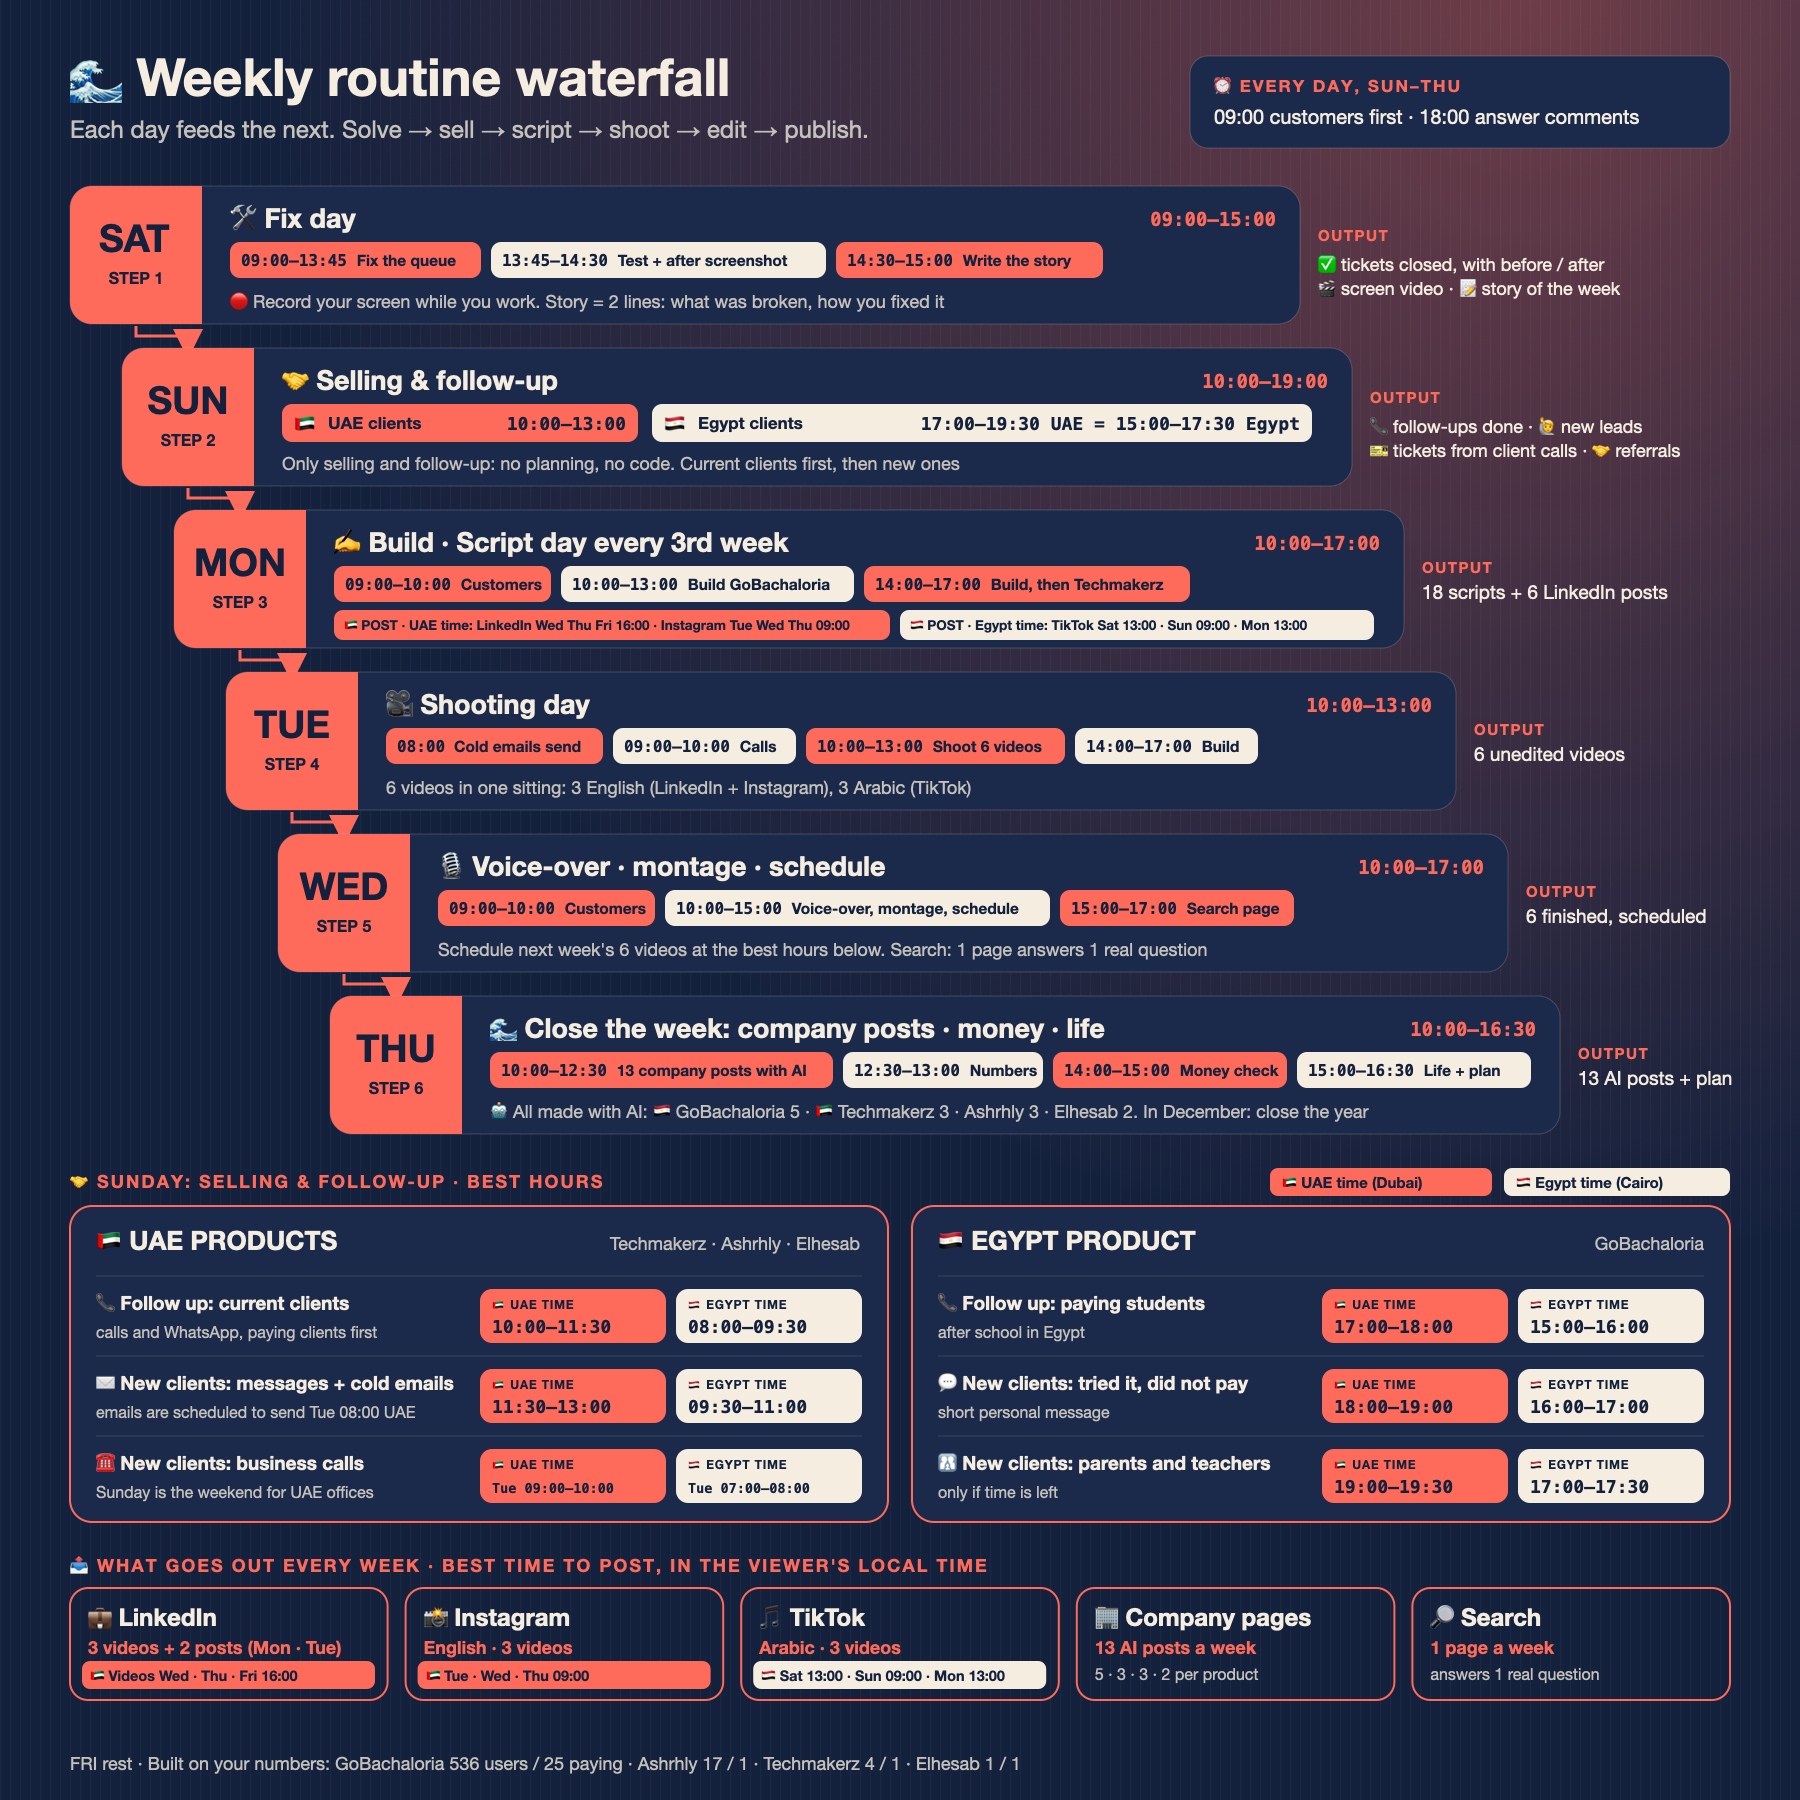 🌊 Weekly routine waterfall
Each day feeds the next. Solve → sell → script → shoot → edit → publish.
⏰ EVERY DAY, SUN–THU
09:00 customers first · 18:00 answer comments
SAT
STEP 1
🛠 Fix day
09:00–15:00
09:00–13:45 Fix the queue
13:45–14:30 Test + after screenshot
14:30–15:00 Write the story
🔴 Record your screen while you work. Story = 2 lines: what was broken, how you fixed it
OUTPUT
✅ tickets closed, with before / after
🎬 screen video · 📝 story of the week
SUN
STEP 2
🤝 Selling & follow-up
10:00–19:00
🇦🇪 UAE clients 10:00–13:00
🇪🇬 Egypt clients 17:00–19:30 UAE = 15:00–17:30 Egypt
Only selling and follow-up: no planning, no code. Current clients first, then new ones
OUTPUT
📞 follow-ups done · 🙋 new leads
🎫 tickets from client calls · 🤝 referrals
MON
STEP 3
✍️ Build · Script day every 3rd week
10:00–17:00
09:00–10:00 Customers
10:00–13:00 Build GoBachaloria
14:00–17:00 Build, then Techmakerz
🇦🇪 POST · UAE time: LinkedIn Wed Thu Fri 16:00 · Instagram Tue Wed Thu 09:00
🇪🇬 POST · Egypt time: TikTok Sat 13:00 · Sun 09:00 · Mon 13:00
OUTPUT
18 scripts + 6 LinkedIn posts
TUE
STEP 4
🎥 Shooting day
10:00–13:00
08:00 Cold emails send
09:00–10:00 Calls
10:00–13:00 Shoot 6 videos
14:00–17:00 Build
6 videos in one sitting: 3 English (LinkedIn + Instagram), 3 Arabic (TikTok)
OUTPUT
6 unedited videos
WED
STEP 5
🎙 Voice-over · montage · schedule
10:00–17:00
09:00–10:00 Customers
10:00–15:00 Voice-over, montage, schedule
15:00–17:00 Search page
Schedule next week's 6 videos at the best hours below. Search: 1 page answers 1 real question
OUTPUT
6 finished, scheduled
THU
STEP 6
🌊 Close the week: company posts · money · life
10:00–16:30
10:00–12:30 13 company posts with AI
12:30–13:00 Numbers
14:00–15:00 Money check
15:00–16:30 Life + plan
🤖 All made with AI: 🇪🇬 GoBachaloria 5 · 🇦🇪 Techmakerz 3 · Ashrhly 3 · Elhesab 2. In December: close the year
OUTPUT
13 AI posts + plan
🤝 SUNDAY: SELLING & FOLLOW-UP · BEST HOURS
🇦🇪 UAE time (Dubai)
🇪🇬 Egypt time (Cairo)
🇦🇪 UAE PRODUCTS
Techmakerz · Ashrhly · Elhesab
📞 Follow up: current clients
calls and WhatsApp, paying clients first
🇦🇪 UAE TIME
10:00–11:30
🇪🇬 EGYPT TIME
08:00–09:30
✉️ New clients: messages + cold emails
emails are scheduled to send Tue 08:00 UAE
🇦🇪 UAE TIME
11:30–13:00
🇪🇬 EGYPT TIME
09:30–11:00
☎️ New clients: business calls
Sunday is the weekend for UAE offices
🇦🇪 UAE TIME
Tue 09:00–10:00
🇪🇬 EGYPT TIME
Tue 07:00–08:00
🇪🇬 EGYPT PRODUCT
GoBachaloria
📞 Follow up: paying students
after school in Egypt
🇦🇪 UAE TIME
17:00–18:00
🇪🇬 EGYPT TIME
15:00–16:00
💬 New clients: tried it, did not pay
short personal message
🇦🇪 UAE TIME
18:00–19:00
🇪🇬 EGYPT TIME
16:00–17:00
New clients: parents and teachers
only if time is left
🇦🇪 UAE TIME
19:00–19:30
🇪🇬 EGYPT TIME
17:00–17:30
📤 WHAT GOES OUT EVERY WEEK · BEST TIME TO POST, IN THE VIEWER'S LOCAL TIME
💼 LinkedIn
3 videos + 2 posts (Mon · Tue)
🇦🇪 Videos Wed · Thu · Fri 16:00
📸 Instagram
English · 3 videos
🇦🇪 Tue · Wed · Thu 09:00
🎵 TikTok
Arabic · 3 videos
🇪🇬 Sat 13:00 · Sun 09:00 · Mon 13:00
🏢 Company pages
13 AI posts a week
5 · 3 · 3 · 2 per product
🔎 Search
1 page a week
answers 1 real question
FRI rest · Built on your numbers: GoBachaloria 536 users / 25 paying · Ashrhly 17 / 1 · Techmakerz 4 / 1 · Elhesab 1 / 1